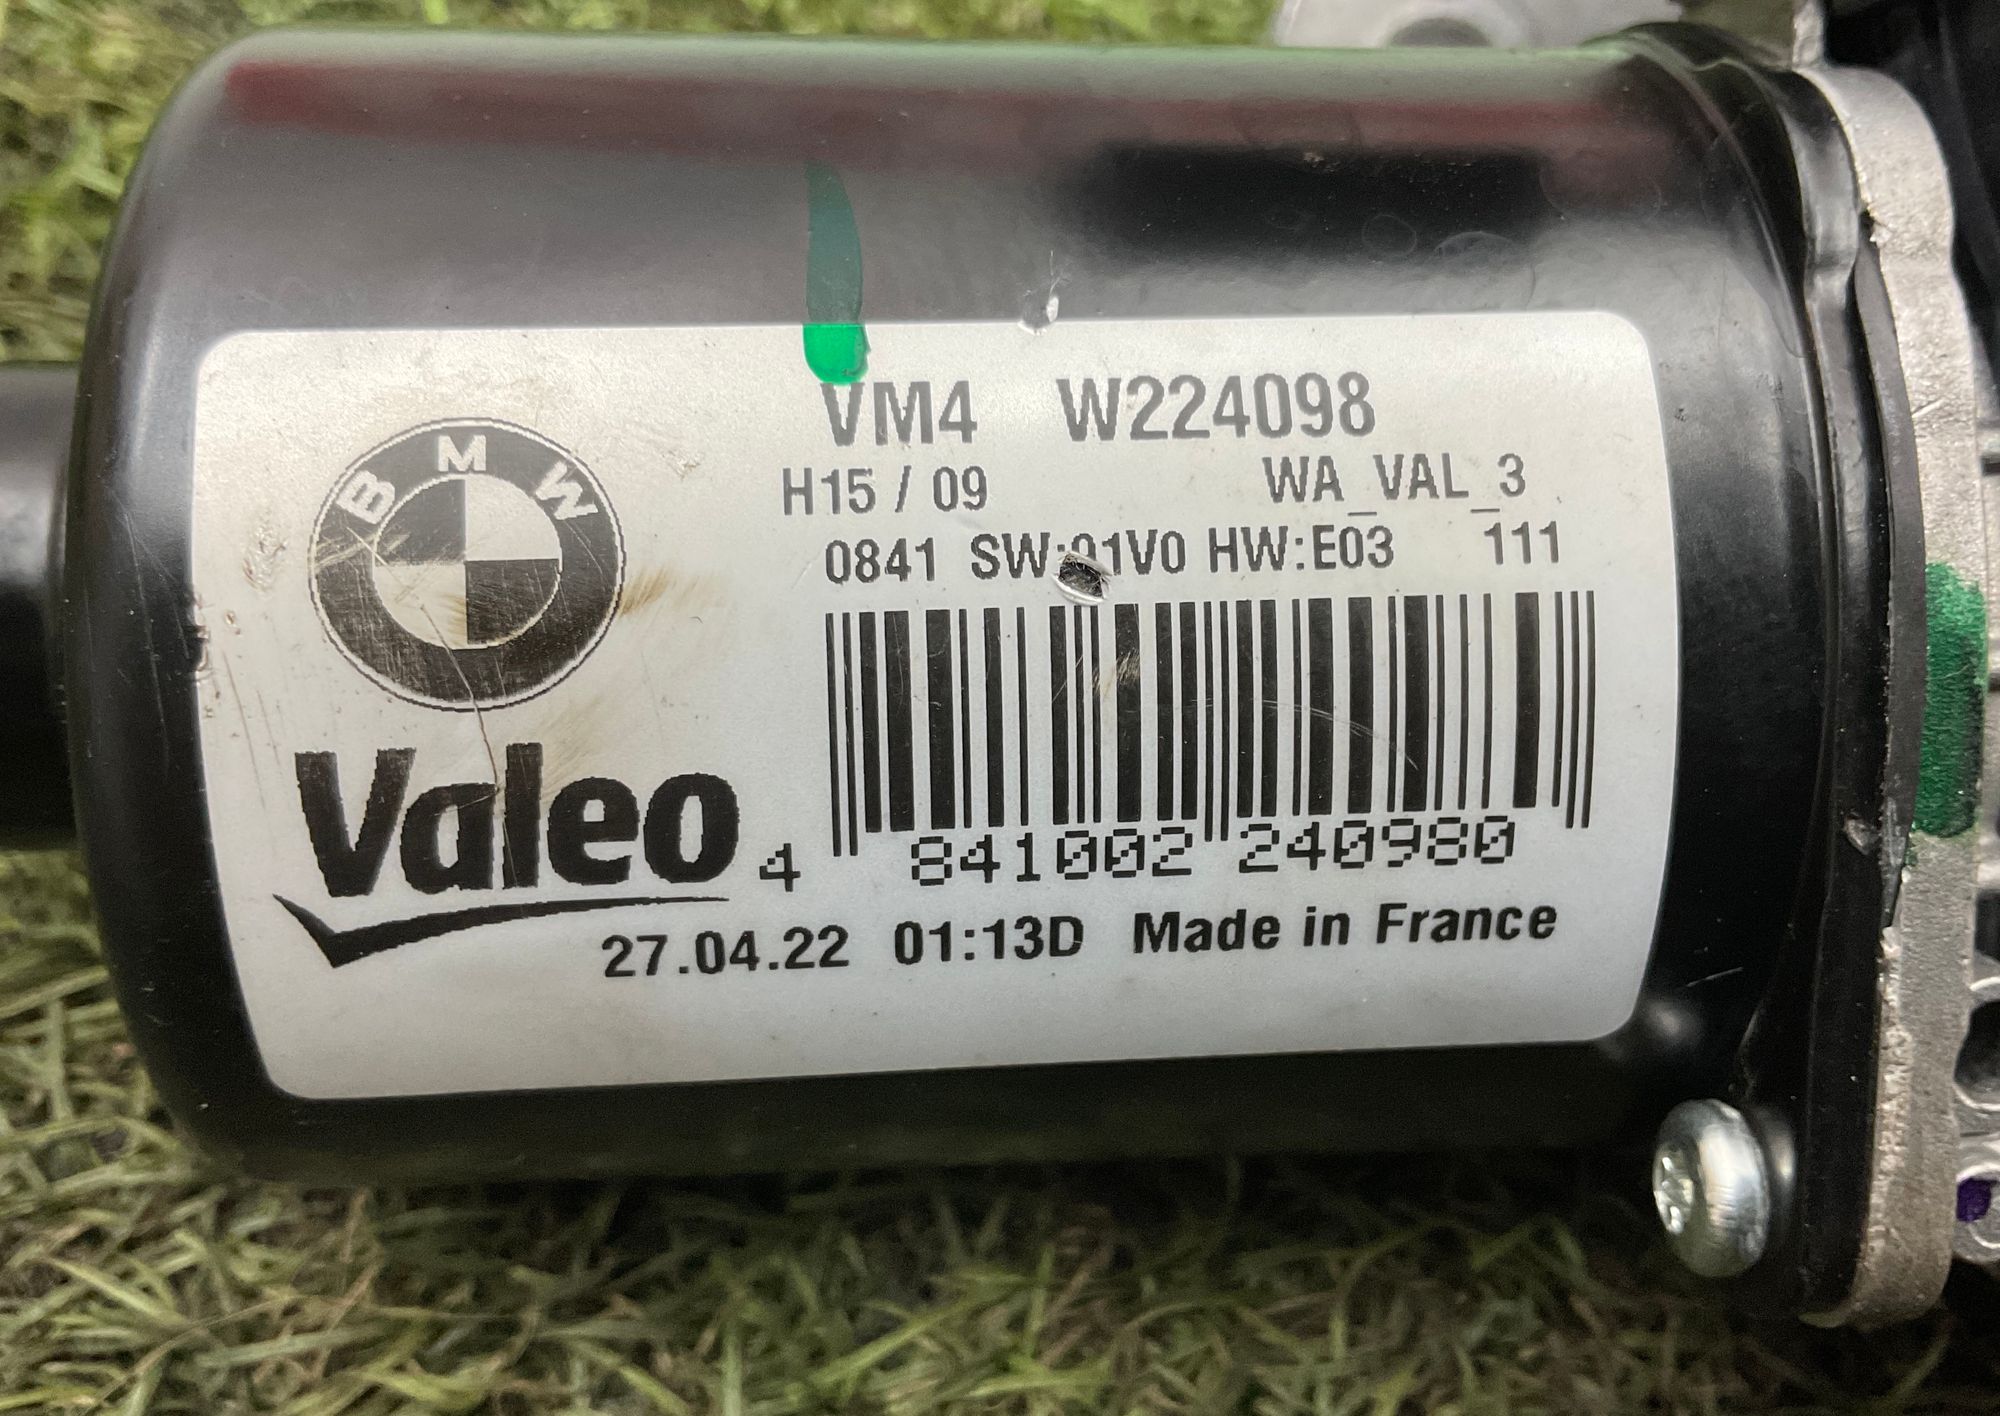 VM4 W224098
H15 / 09 WA_VAL_3
0841 SW:01V0 HW:E03 111
BMW
Valeo
4 841002 240980
27.04.22 01:13D Made in France